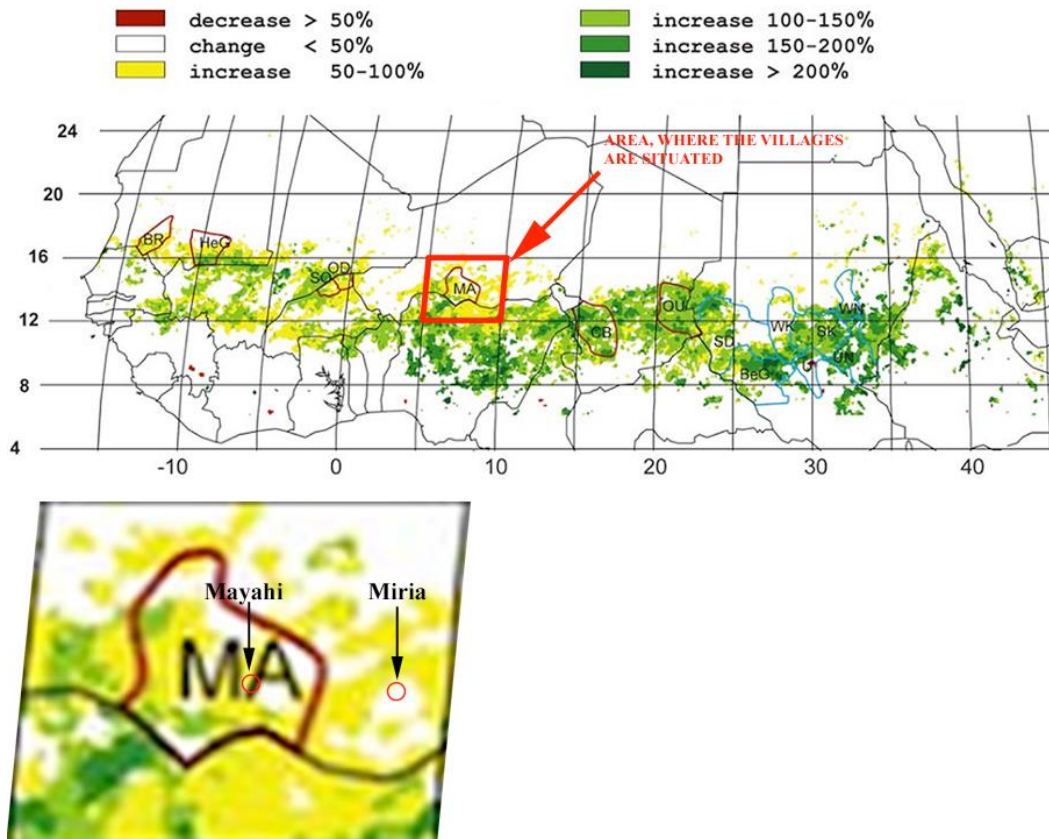 decrease > 50%
change < 50%
increase 50-100%
increase 100-150%
increase 150-200%
increase > 200%
AREA, WHERE THE VILLAGES
ARE SITUATED
24
20
16
12
8
4
BR
HeG
OD
SO
MA
CB
OU
SD
WK
WN
SK
UN
BeG
-10
0
10
20
30
40
Mayahi
Miria
MA